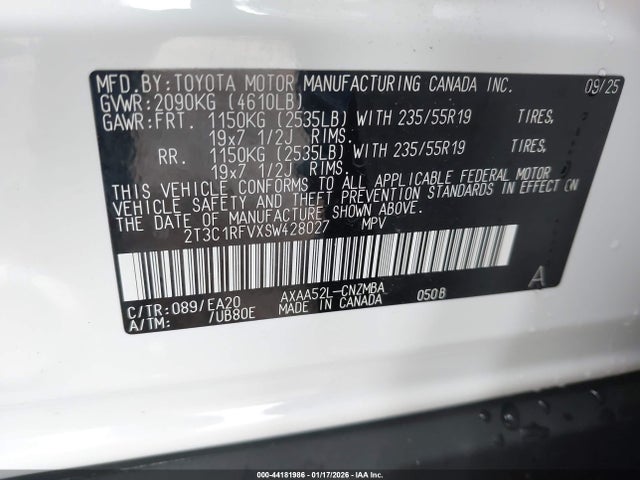 MFD.BY:TOYOTA MOTOR MANUFACTURING CANADA INC. 09/25
GVWR:2090KG (4610LB)
GAWR:FRT. 1150KG (2535LB) WITH 235/55R19 TIRES,
19x7 1/2J RIMS.
RR. 1150KG (2535LB) WITH 235/55R19 TIRES,
19x7 1/2J RIMS.
THIS VEHICLE CONFORMS TO ALL APPLICABLE FEDERAL MOTOR
VEHICLE SAFETY AND THEFT PREVENTION STANDARDS IN EFFECT ON
THE DATE OF MANUFACTURE SHOWN ABOVE.
2T3C1RFVXSW428027 MPV
C/TR:089/EA20 AXAA52L-CNZMBA 050B A
A/TM: /UB80E MADE IN CANADA
000-44181986 - 01/17/2026 - IAA Inc.